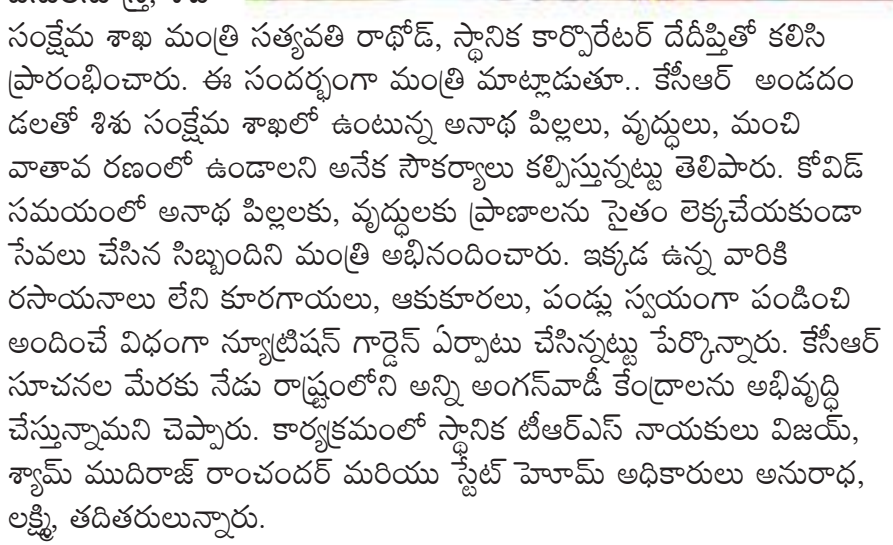 సంక్షేమ శాఖ మంత్రి సత్యవతి రాథోడ్, స్థానిక కార్పొరేటర్ దేదీప్తితో కలిసి
ప్రారంభించారు. ఈ సందర్భంగా మంత్రి మాట్లాడుతూ.. కేసీఆర్ అండదం
డలతో శిశు సంక్షేమ శాఖలో ఉంటున్న అనాథ పిల్లలు, వృద్ధులు, మంచి
వాతావ రణంలో ఉండాలని అనేక సౌకర్యాలు కల్పిస్తున్నట్టు తెలిపారు. కోవిడ్
సమయంలో అనాథ పిల్లలకు, వృద్ధులకు ప్రాణాలను సైతం లెక్కచేయకుండా
సేవలు చేసిన సిబ్బందిని మంత్రి అభినందించారు. ఇక్కడ ఉన్న వారికి
రసాయనాలు లేని కూరగాయలు, ఆకుకూరలు, పండ్లు స్వయంగా పండించి
అందించే విధంగా న్యూట్రిషన్ గార్డెన్ ఏర్పాటు చేసిన్నట్టు పేర్కొన్నారు. కేసీఆర్
సూచనల మేరకు నేడు రాష్ట్రంలోని అన్ని అంగన్‌వాడీ కేంద్రాలను అభివృద్ధి
చేస్తున్నామని చెప్పారు. కార్యక్రమంలో స్థానిక టీఆర్ఎస్ నాయకులు విజయ్,
శ్యామ్ ముదిరాజ్ రాంచందర్ మరియు స్టేట్ హెూమ్ అధికారులు అనురాధ,
లక్ష్మి, తదితరులున్నారు.